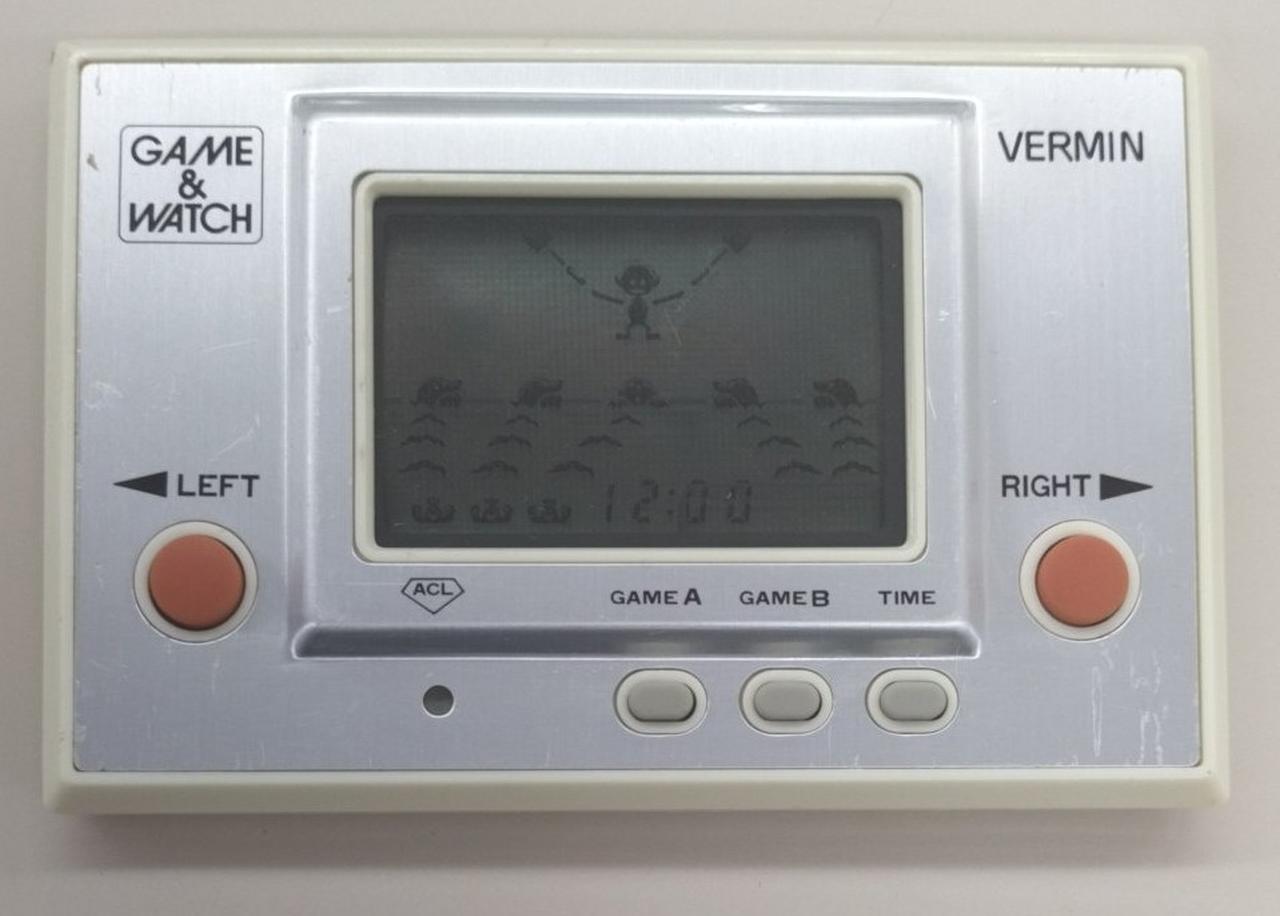 GAME
&
WATCH
VERMIN
LEFT
RIGHT
12:00
ACL
GAME A
GAME B
TIME